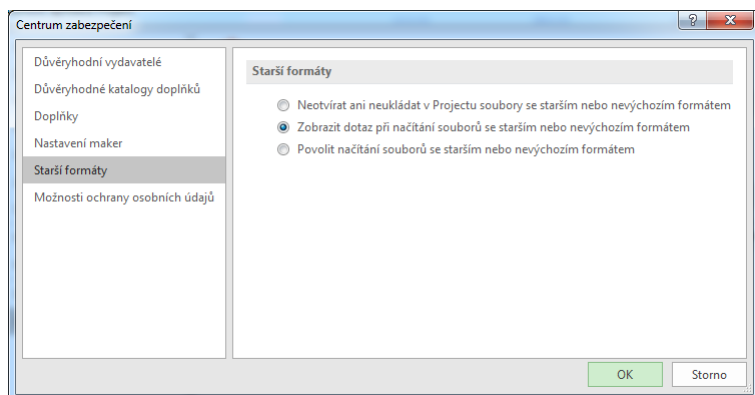 Centrum zabezpečení
Důvěryhodní vydavatelé
Důvěryhodné katalogy doplňků
Doplňky
Nastavení maker
Starší formáty
Možnosti ochrany osobních údajů
Starší formáty
Neotvírat ani neukládat v Projectu soubory se starším nebo nevýchozím formátem
Zobrazit dotaz při načítání souborů se starším nebo nevýchozím formátem
Povolit načítání souborů se starším nebo nevýchozím formátem
OK
Storno